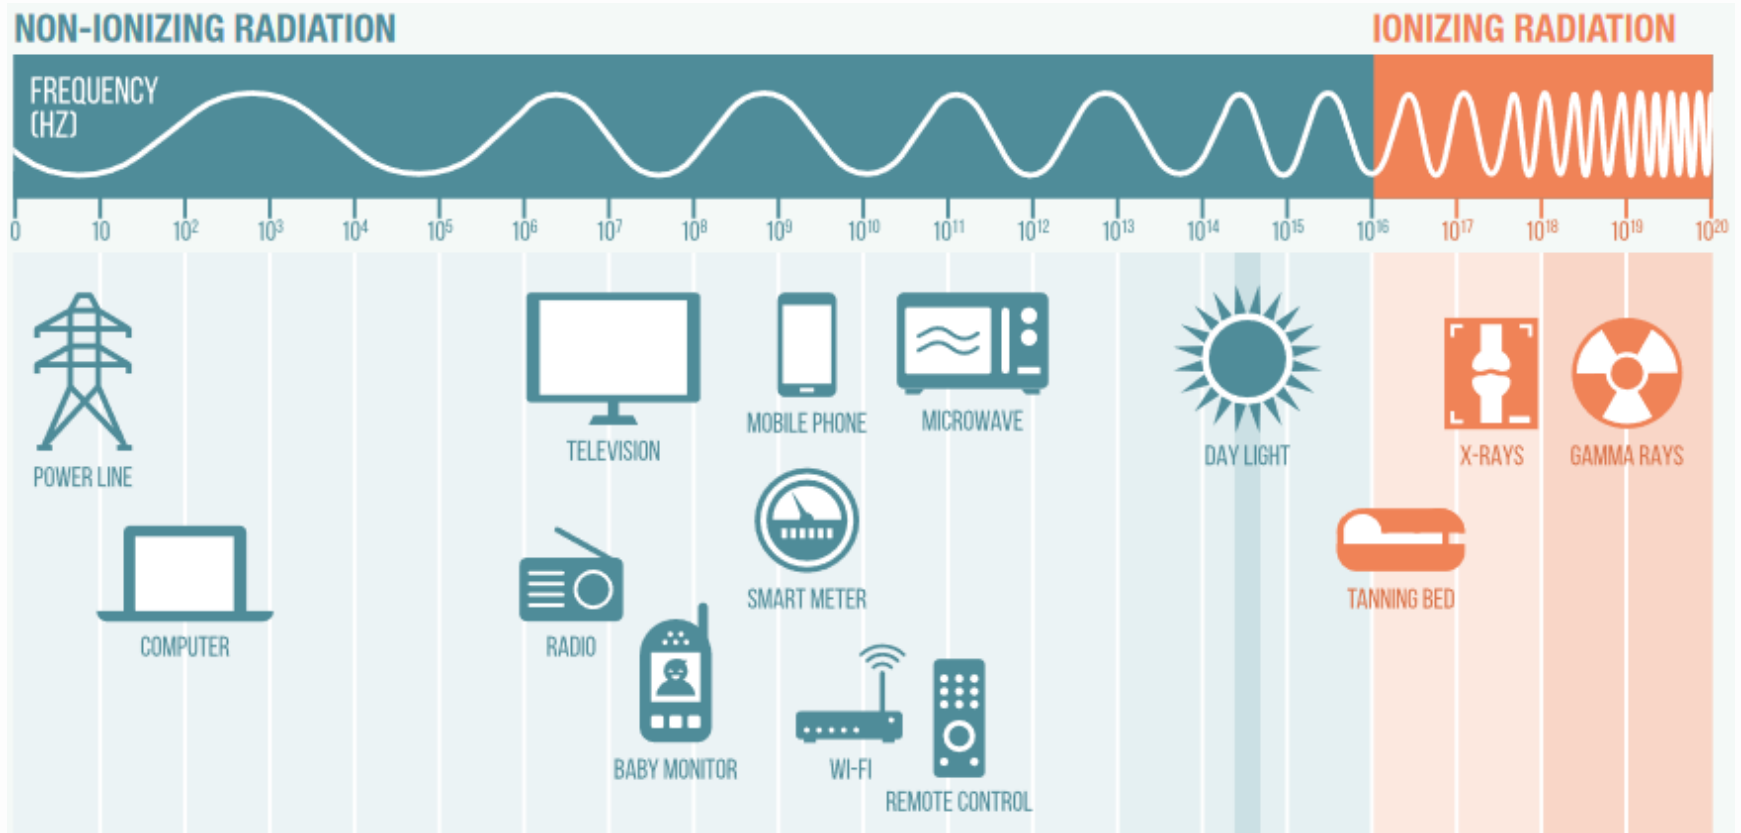 NON-IONIZING RADIATION
IONIZING RADIATION
FREQUENCY
(HZ)
0 10 10² 10³ 10⁴ 10⁵ 10⁶ 10⁷ 10⁸ 10⁹ 10¹⁰ 10¹¹ 10¹² 10¹³ 10¹⁴ 10¹⁵ 10¹⁶ 10¹⁷ 10¹⁸ 10¹⁹ 10²⁰
POWER LINE
TELEVISION
MOBILE PHONE
MICROWAVE
DAY LIGHT
X-RAYS
GAMMA RAYS
COMPUTER
RADIO
SMART METER
TANNING BED
BABY MONITOR
WI-FI
REMOTE CONTROL